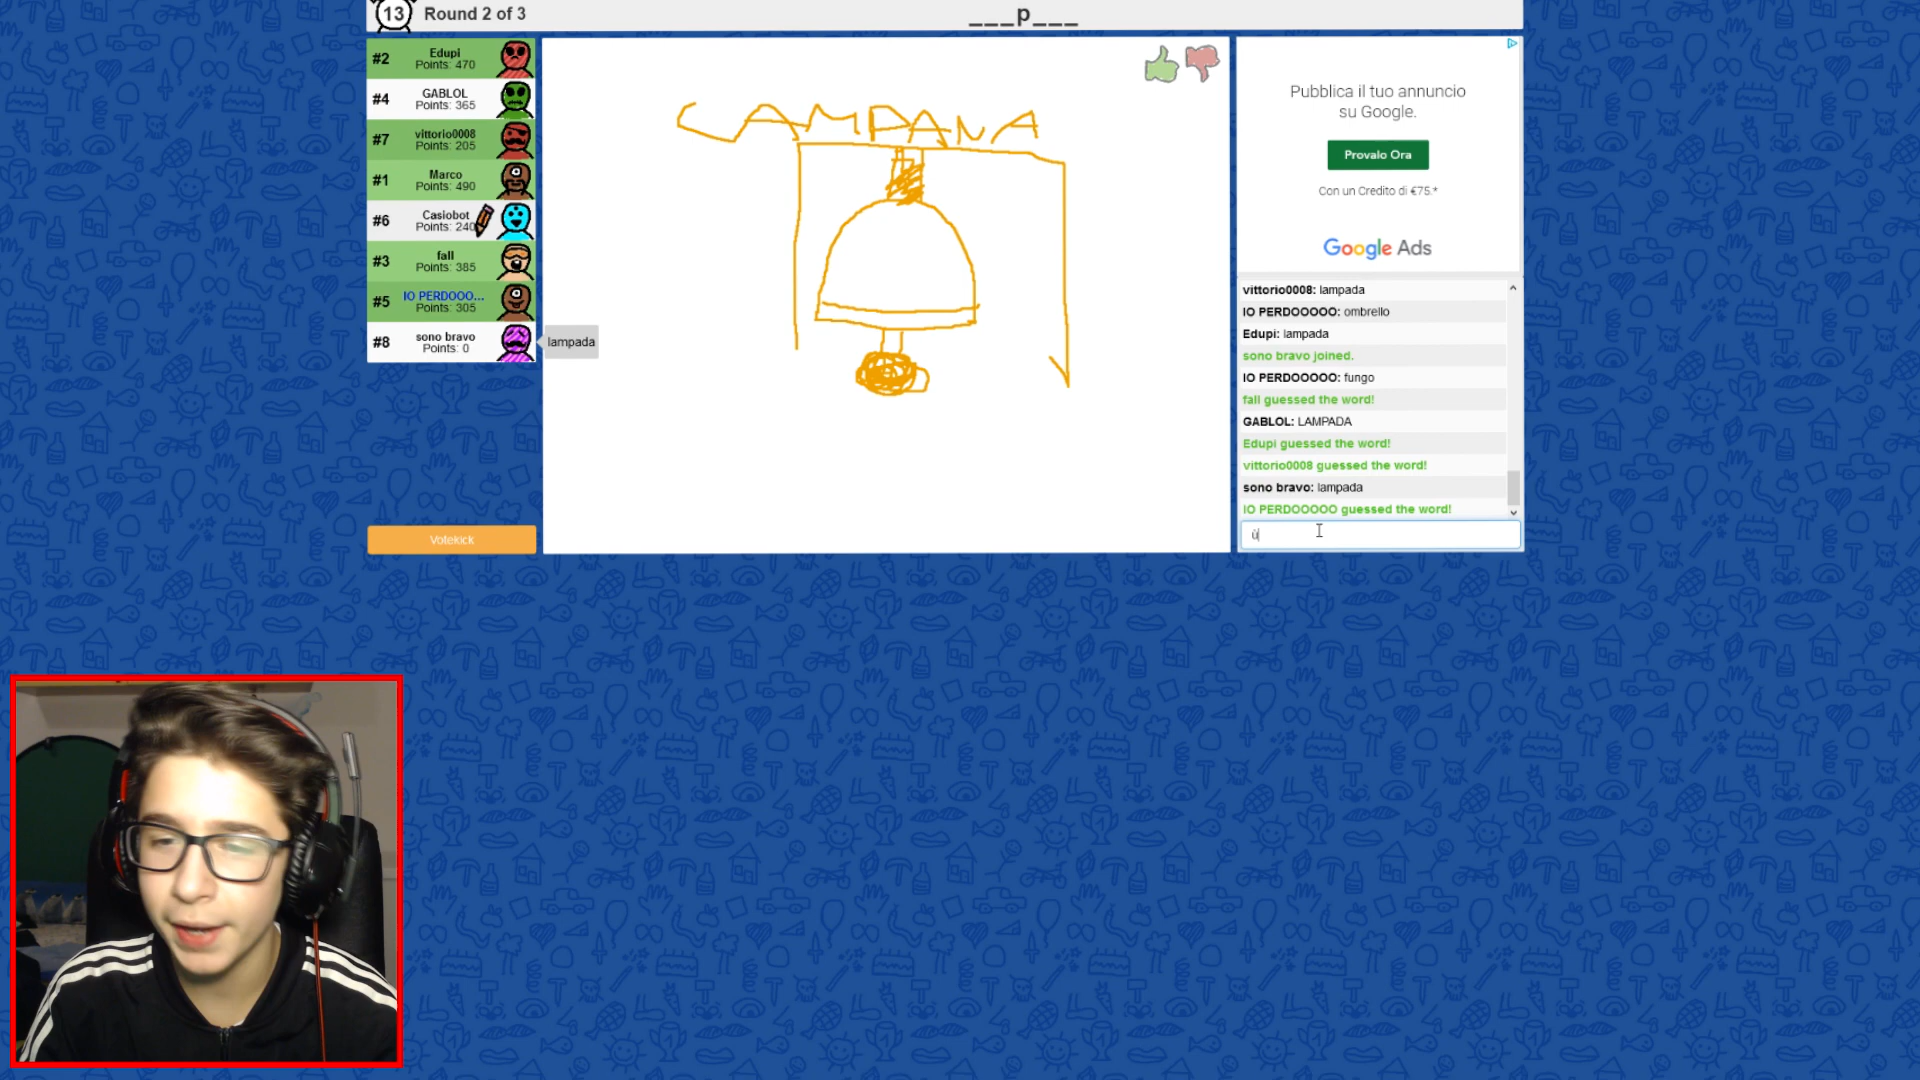 13
Round 2 of 3
___p___
#2 Edupi
Points: 470
#4 GABLOL
Points: 365
#7 vittorio0008
Points: 205
#1 Marco
Points: 490
#6 Casiobot
Points: 240
#3 fall
Points: 385
#5 IO PERDOOO...
Points: 305
#8 sono bravo
Points: 0
lampada
Votekick
CAMPANA
Pubblica il tuo annuncio
su Google.
Provalo Ora
Con un Credito di €75.*
Google Ads
vittorio0008: lampada
IO PERDOOOOO: ombrello
Edupi: lampada
sono bravo joined.
IO PERDOOOOO: fungo
fall guessed the word!
GABLOL: LAMPADA
Edupi guessed the word!
vittorio0008 guessed the word!
sono bravo: lampada
IO PERDOOOOO guessed the word!
ù